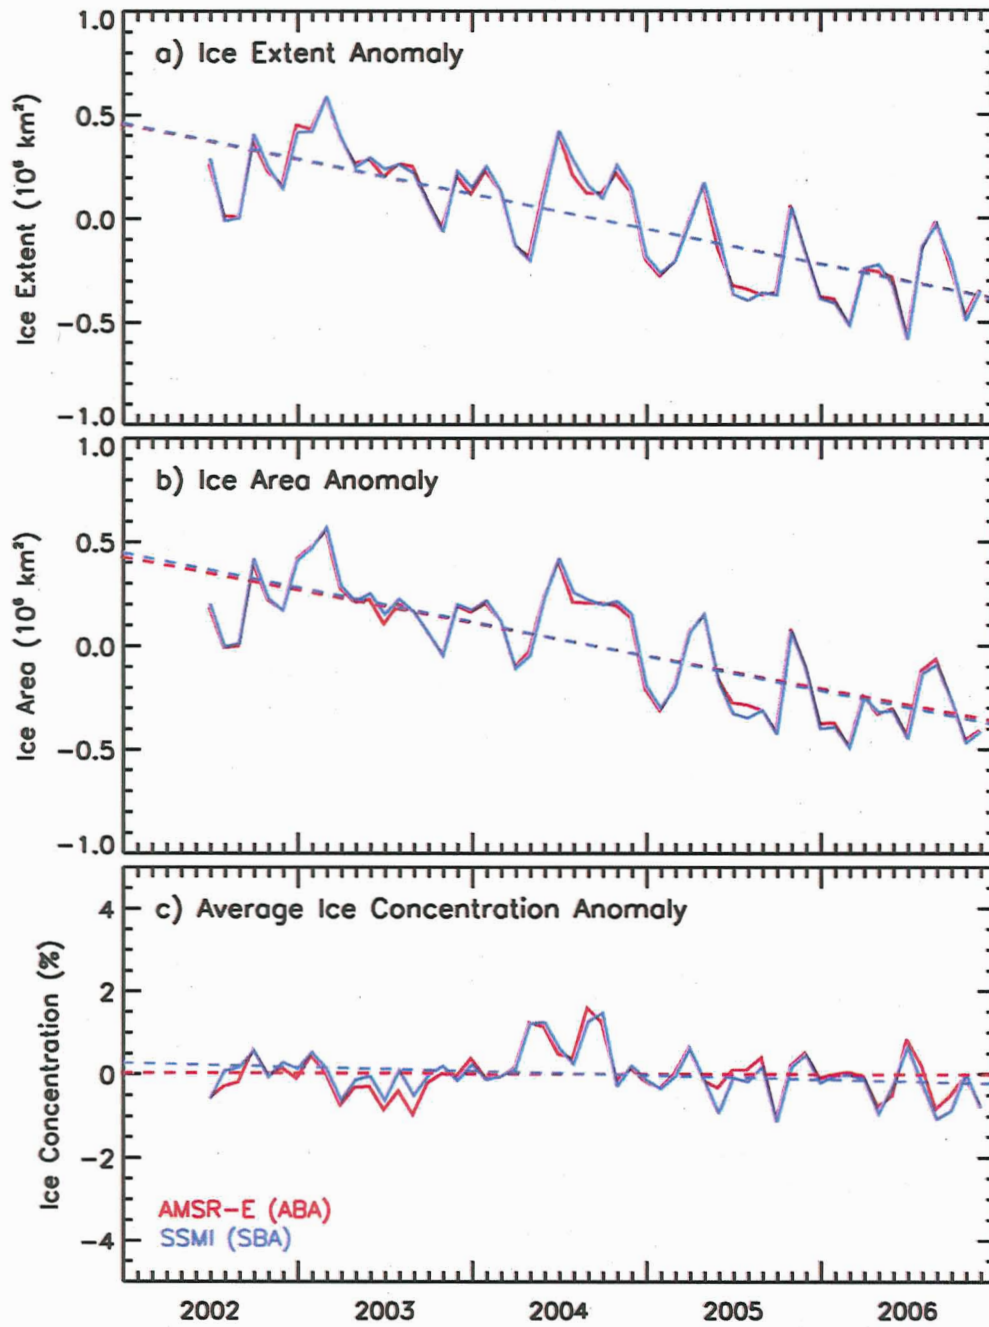 a) Ice Extent Anomaly
Ice Extent (10⁶ km²)
1.0
0.5
0.0
−0.5
−1.0
b) Ice Area Anomaly
Ice Area (10⁶ km²)
1.0
0.5
0.0
−0.5
−1.0
c) Average Ice Concentration Anomaly
Ice Concentration (%)
4
2
0
−2
−4
AMSR−E (ABA)
SSMI (SBA)
2002 2003 2004 2005 2006